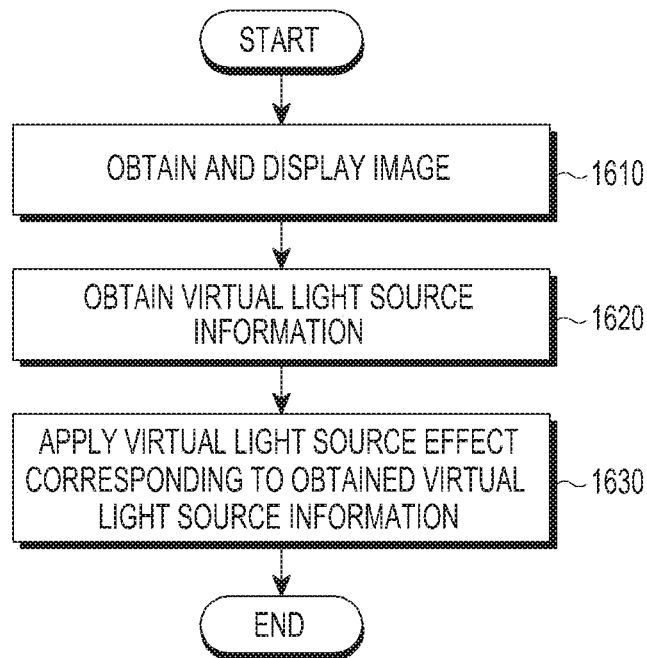 START
OBTAIN AND DISPLAY IMAGE
1610
OBTAIN VIRTUAL LIGHT SOURCE
INFORMATION
1620
APPLY VIRTUAL LIGHT SOURCE EFFECT
CORRESPONDING TO OBTAINED VIRTUAL
LIGHT SOURCE INFORMATION
1630
END